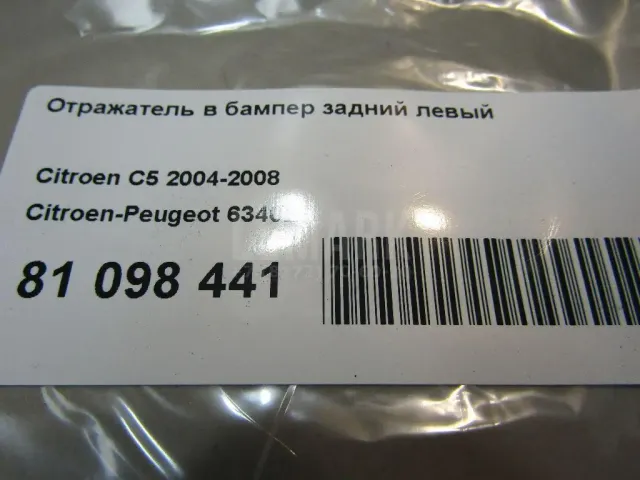 Отражатель в бампер задний левый
Citroen C5 2004-2008
Citroen-Peugeot
81 098 441